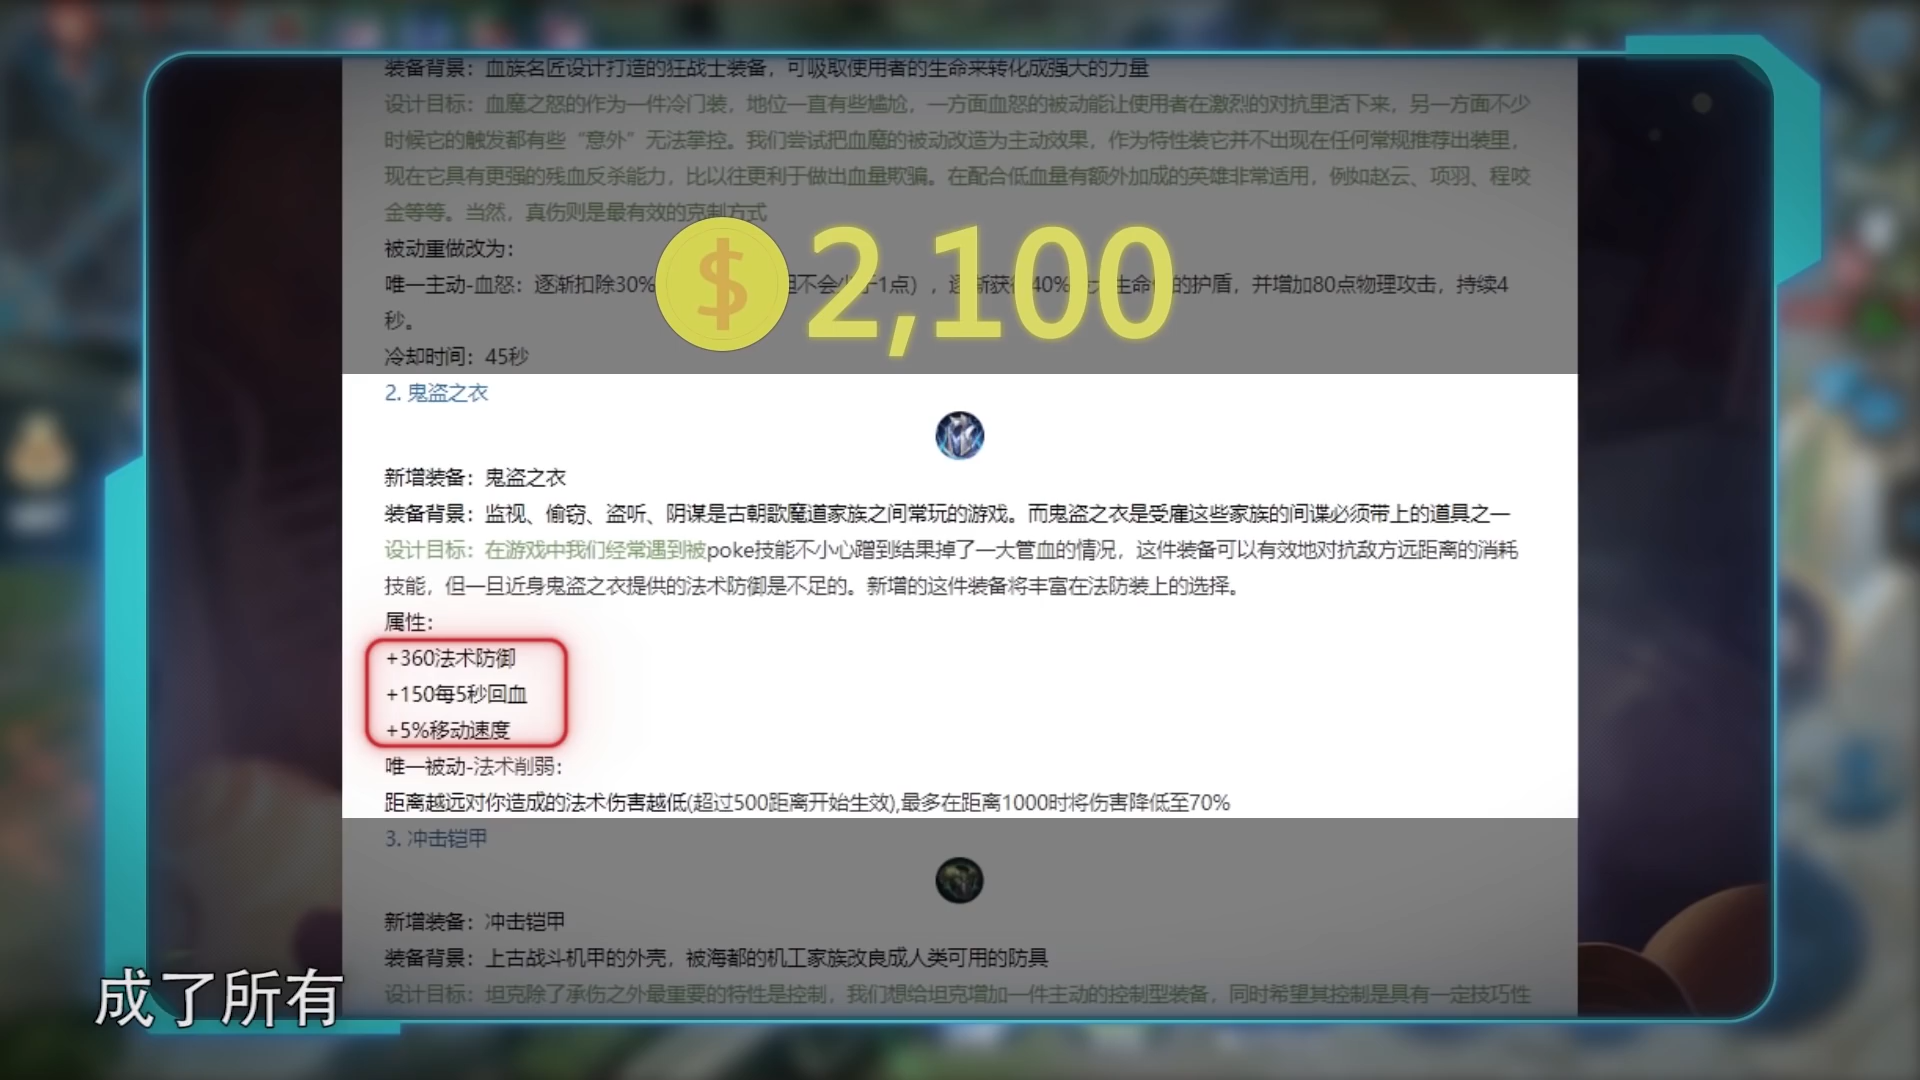 装备背景：血族名匠设计打造的狂战士装备，可吸取使用者的生命来转化成强大的力量
设计目标：血魔之怒的作为一件冷门装，地位一直有些尴尬，一方面血怒的被动能让使用者在激烈的对抗里活下来，另一方面不少
时候它的触发都有些“意外”无法掌控。我们尝试把血魔的被动改造为主动效果，作为特性装它并不出现在任何常规推荐出装里，
现在它具有更强的残血反杀能力，比以往更利于做出血量欺骗。在配合低血量有额外加成的英雄非常适用，例如赵云、项羽、程咬
金等等。当然，真伤则是最有效的克制方式
$ 2,100
被动重做改为：
唯一主动-血怒：逐渐扣除30% 不会 1点），逐 获 40% 生命 的护盾，并增加80点物理攻击，持续4
秒。
冷却时间：45秒
2. 鬼盗之衣
新增装备：鬼盗之衣
装备背景：监视、偷窃、盗听、阴谋是古朝歌魔道家族之间常玩的游戏。而鬼盗之衣是受雇这些家族的间谍必须带上的道具之一
设计目标：在游戏中我们经常遇到被poke技能不小心蹭到结果掉了一大管血的情况，这件装备可以有效地对抗敌方远距离的消耗
技能，但一旦近身鬼盗之衣提供的法术防御是不足的。新增的这件装备将丰富在法防装上的选择。
属性：
+360法术防御
+150每5秒回血
+5%移动速度
唯一被动-法术削弱：
距离越远对你造成的法术伤害越低(超过500距离开始生效),最多在距离1000时将伤害降低至70%
3. 冲击铠甲
新增装备：冲击铠甲
装备背景：上古战斗机甲的外壳，被海都的机工家族改良成人类可用的防具
设计目标：坦克除了承伤之外最重要的特性是控制，我们想给坦克增加一件主动的控制型装备，同时希望其控制是具有一定技巧性
成了所有